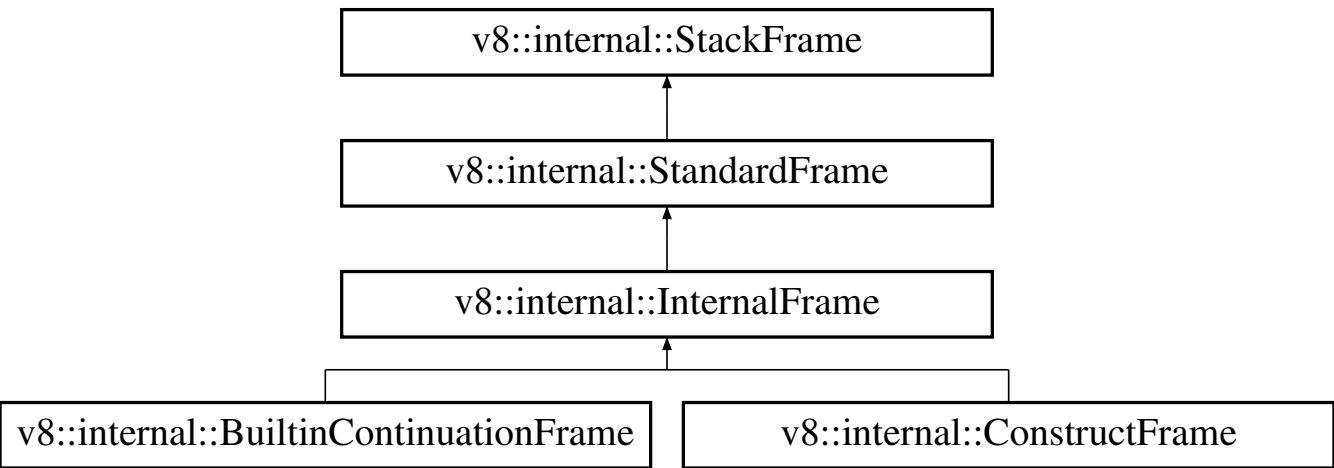 v8::internal::StackFrame
v8::internal::StandardFrame
v8::internal::InternalFrame
v8::internal::BuiltinContinuationFrame
v8::internal::ConstructFrame